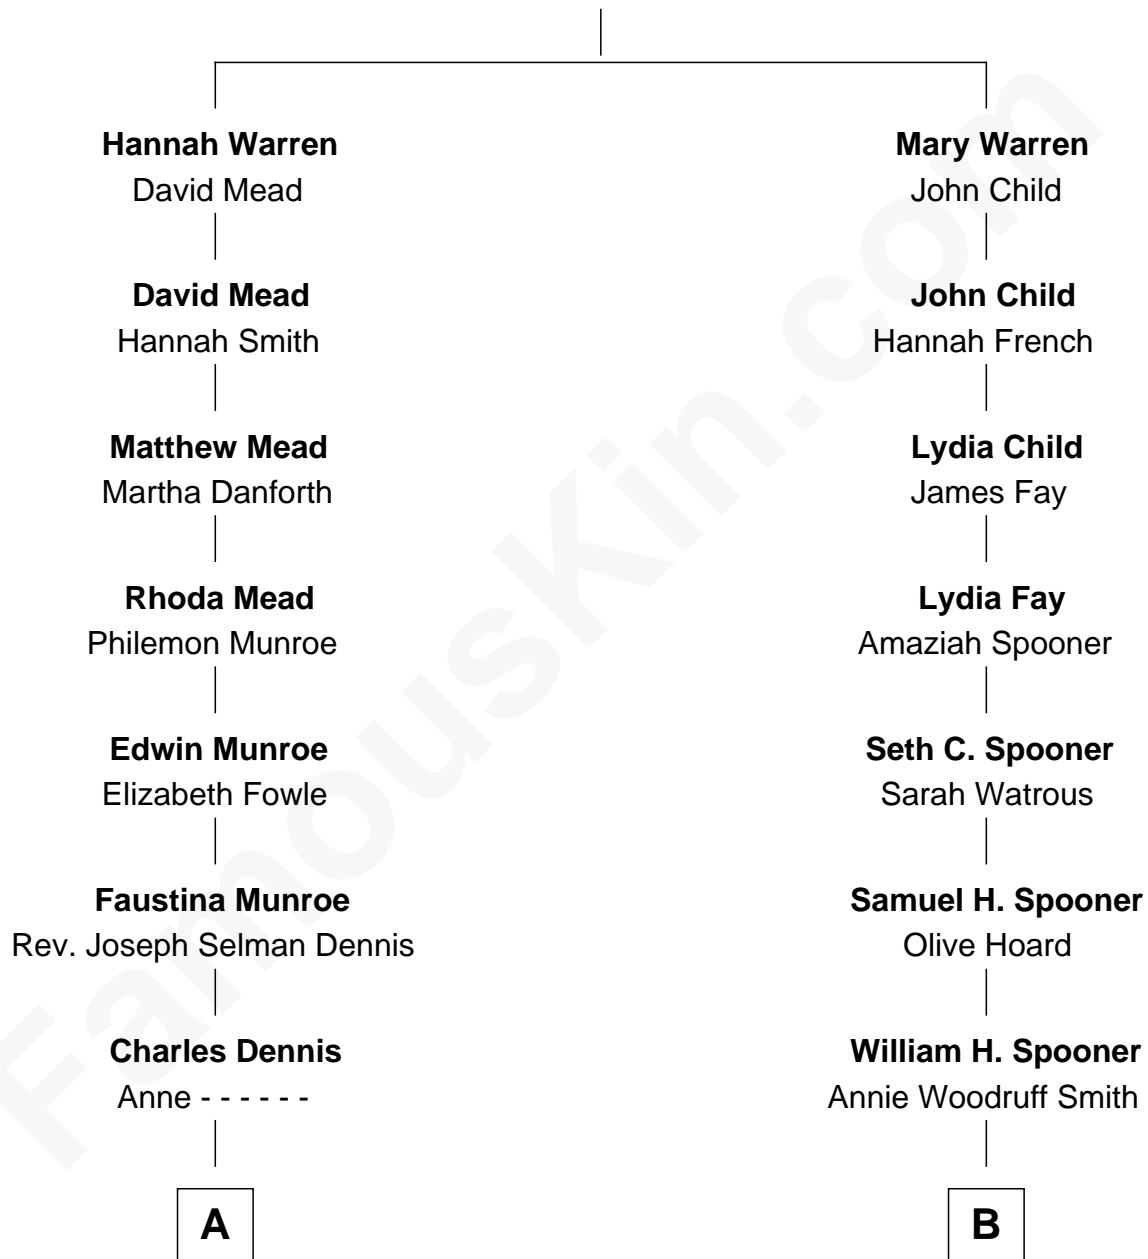 Hannah Warren
David Mead
David Mead
Hannah Smith
Matthew Mead
Martha Danforth
Rhoda Mead
Philemon Munroe
Edwin Munroe
Elizabeth Fowle
Faustina Munroe
Rev. Joseph Selman Dennis
Charles Dennis
Anne - - - - - -
A
Mary Warren
John Child
John Child
Hannah French
Lydia Child
James Fay
Lydia Fay
Amaziah Spooner
Seth C. Spooner
Sarah Watrous
Samuel H. Spooner
Olive Hoard
William H. Spooner
Annie Woodruff Smith
B
FamousKin.com